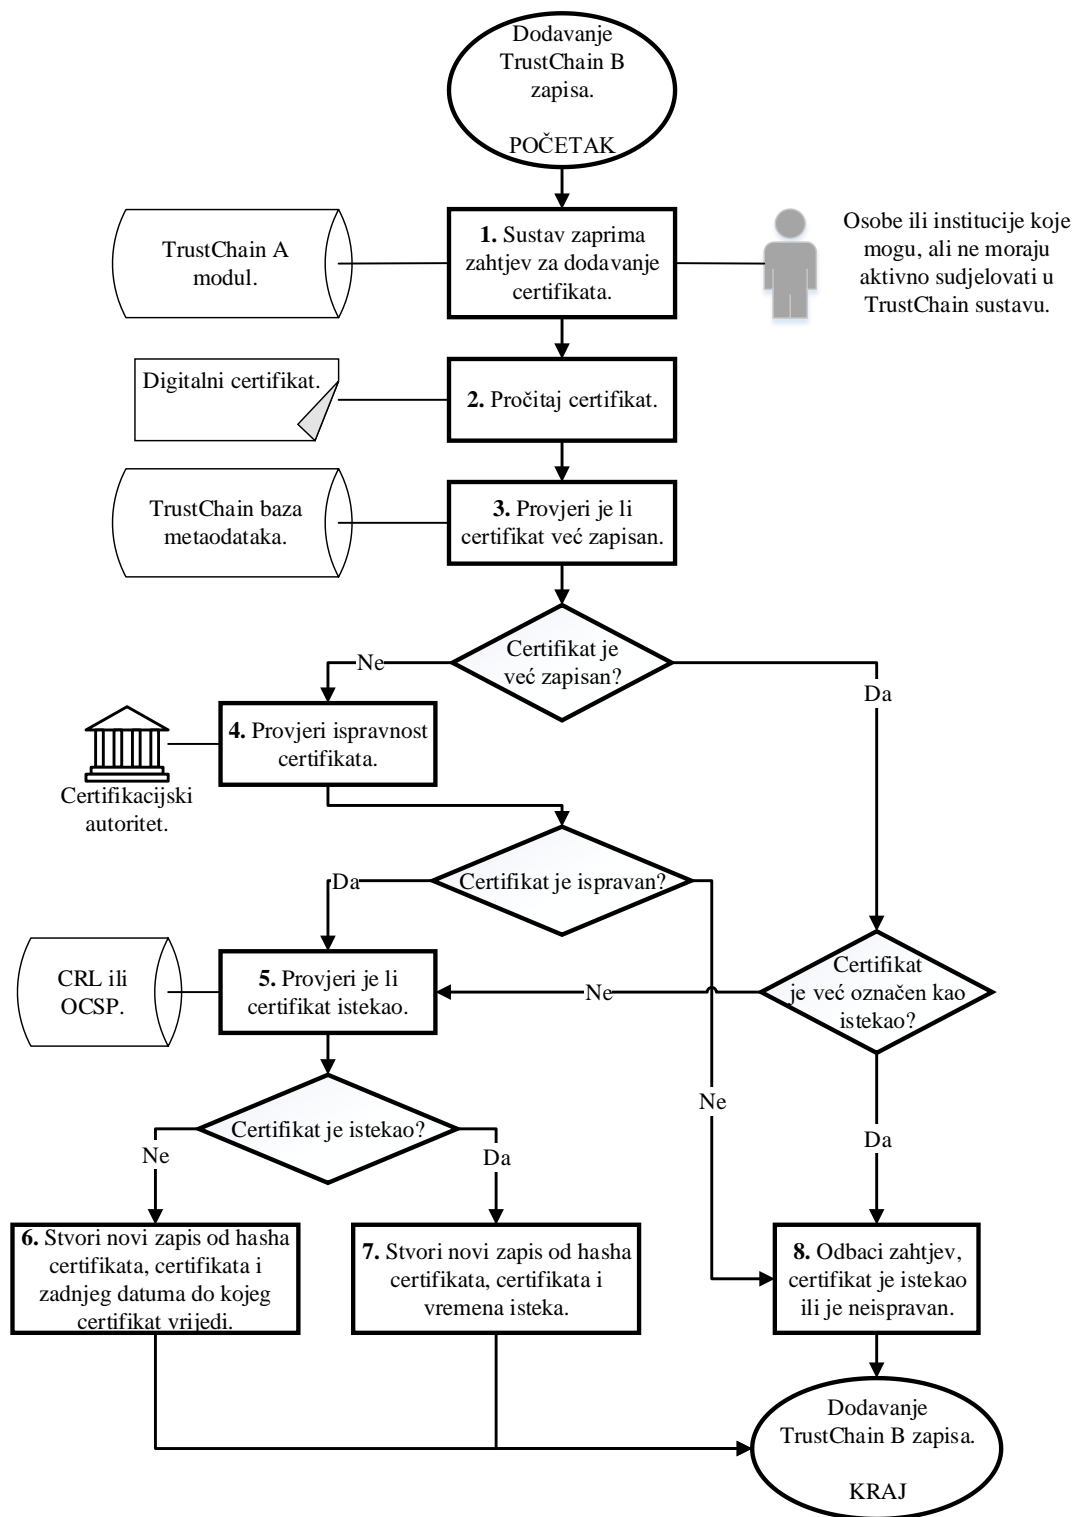 Dodavanje
TrustChain B
zapisa.
POČETAK
TrustChain A
modul.
1. Sustav zaprima
zahtjev za dodavanje
certifikata.
Osobe ili institucije koje
mogu, ali ne moraju
aktivno sudjelovati u
TrustChain sustavu.
Digitalni certifikat.
2. Pročitaj certifikat.
TrustChain baza
metaodataka.
3. Provjeri je li
certifikat već zapisan.
Certifikat je
već zapisan?
Ne
Da
4. Provjeri ispravnost
certifikata.
Certifikacijski
autoritet.
Certifikat je ispravan?
Da
Ne
CRL ili
OCSP.
5. Provjeri je li
certifikat istekao.
Ne
Certifikat
je već označen kao
istekao?
Da
Certifikat je istekao?
Ne
Da
6. Stvori novi zapis od hasha
certifikata, certifikata i
zadnjeg datuma do kojeg
certifikat vrijedi.
7. Stvori novi zapis od hasha
certifikata, certifikata i
vremena isteka.
8. Odbaci zahtjev,
certifikat je istekao
ili je neispravan.
Dodavanje
TrustChain B zapisa.
KRAJ